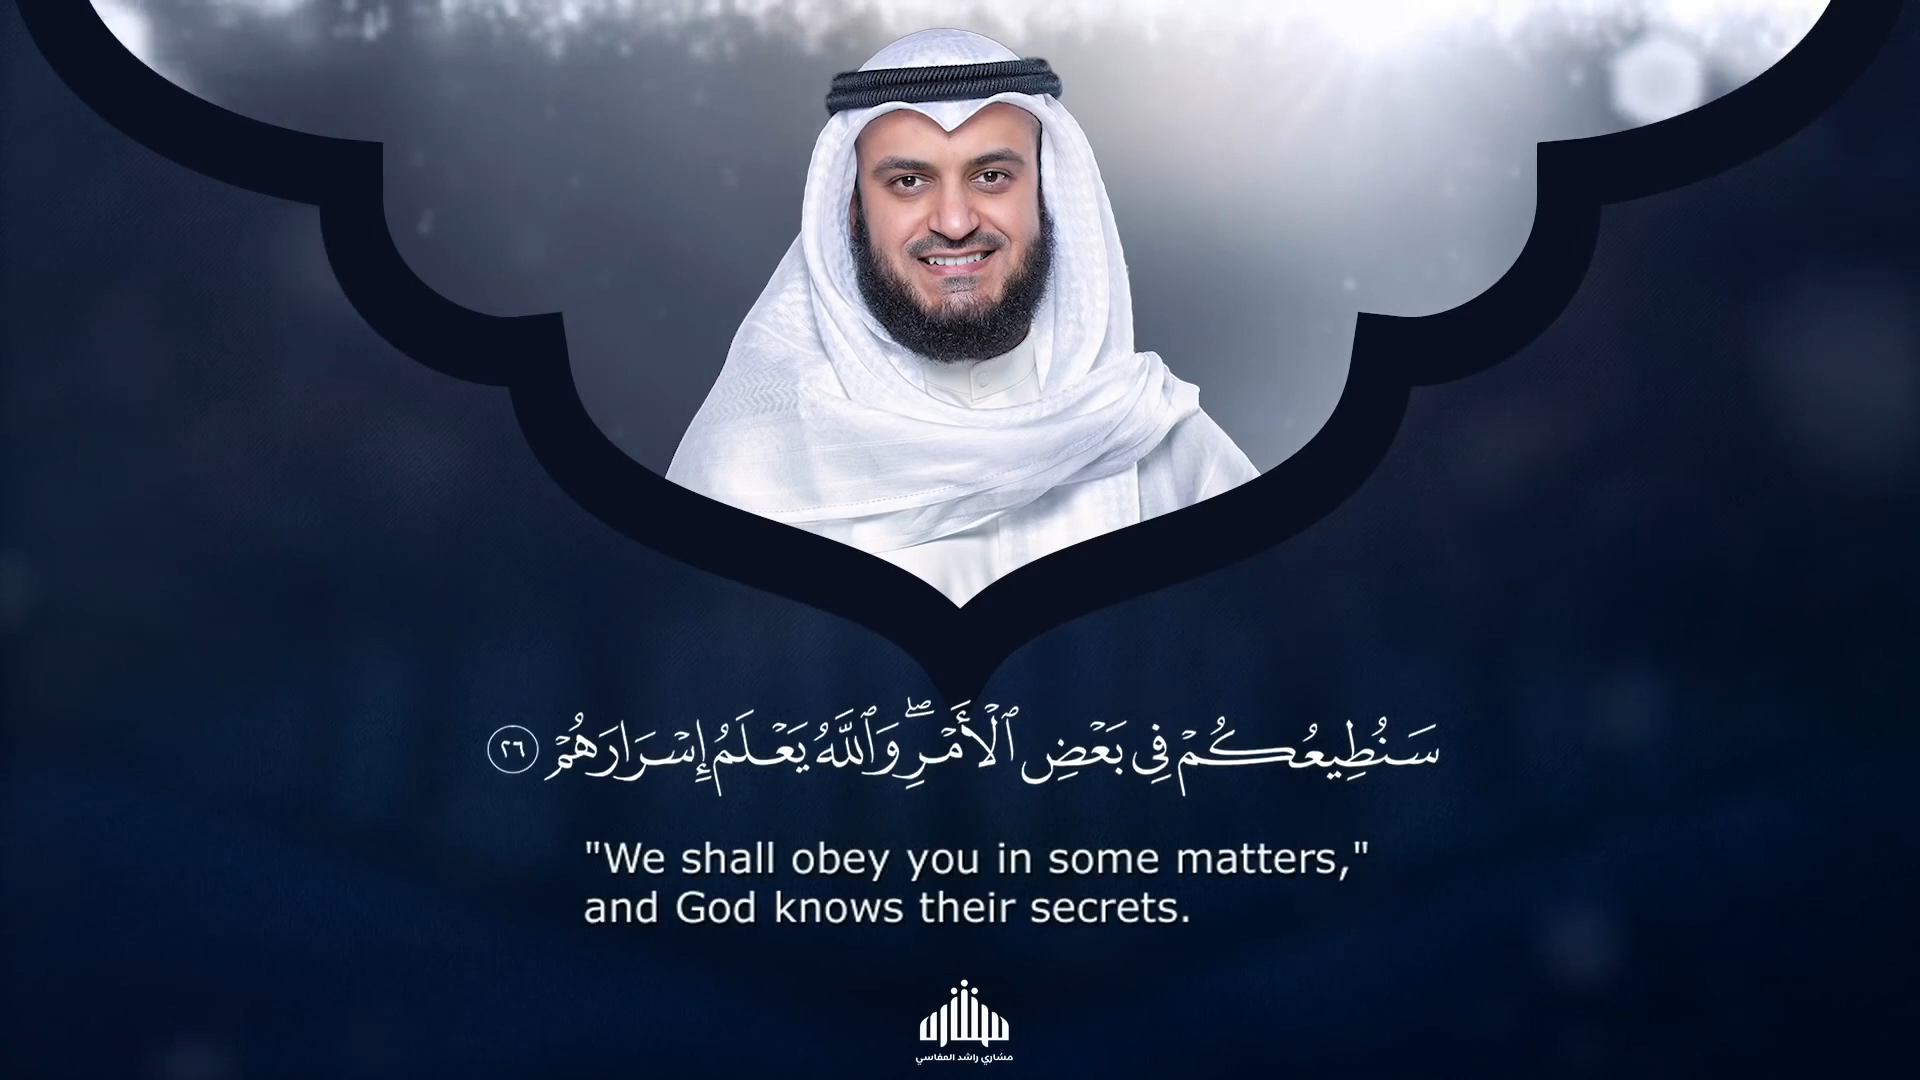 سَنُطِيعُكُمْ فِى بَعْضِ ٱلْأَمْرِ ۖ وَٱللَّهُ يَعْلَمُ إِسْرَارَهُمْ ٢٦
"We shall obey you in some matters,"
and God knows their secrets.
مشاري
مشاري راشد العفاسي